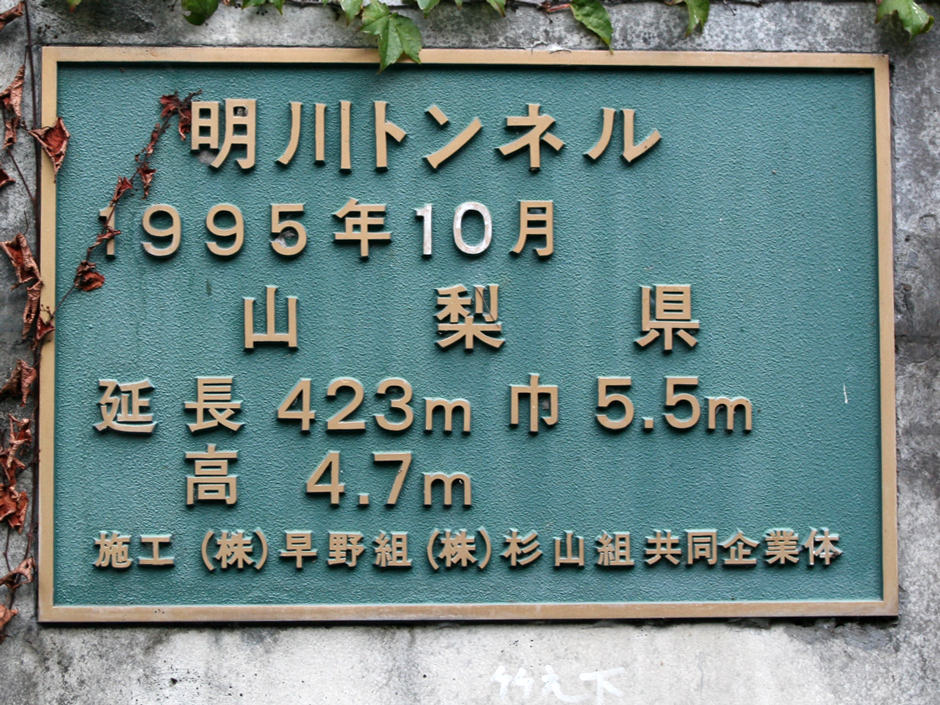 明川トンネル
1995年10月
山梨県
延長 423m 巾 5.5m
高 4.7m
施工 (株)早野組(株)杉山組共同企業体